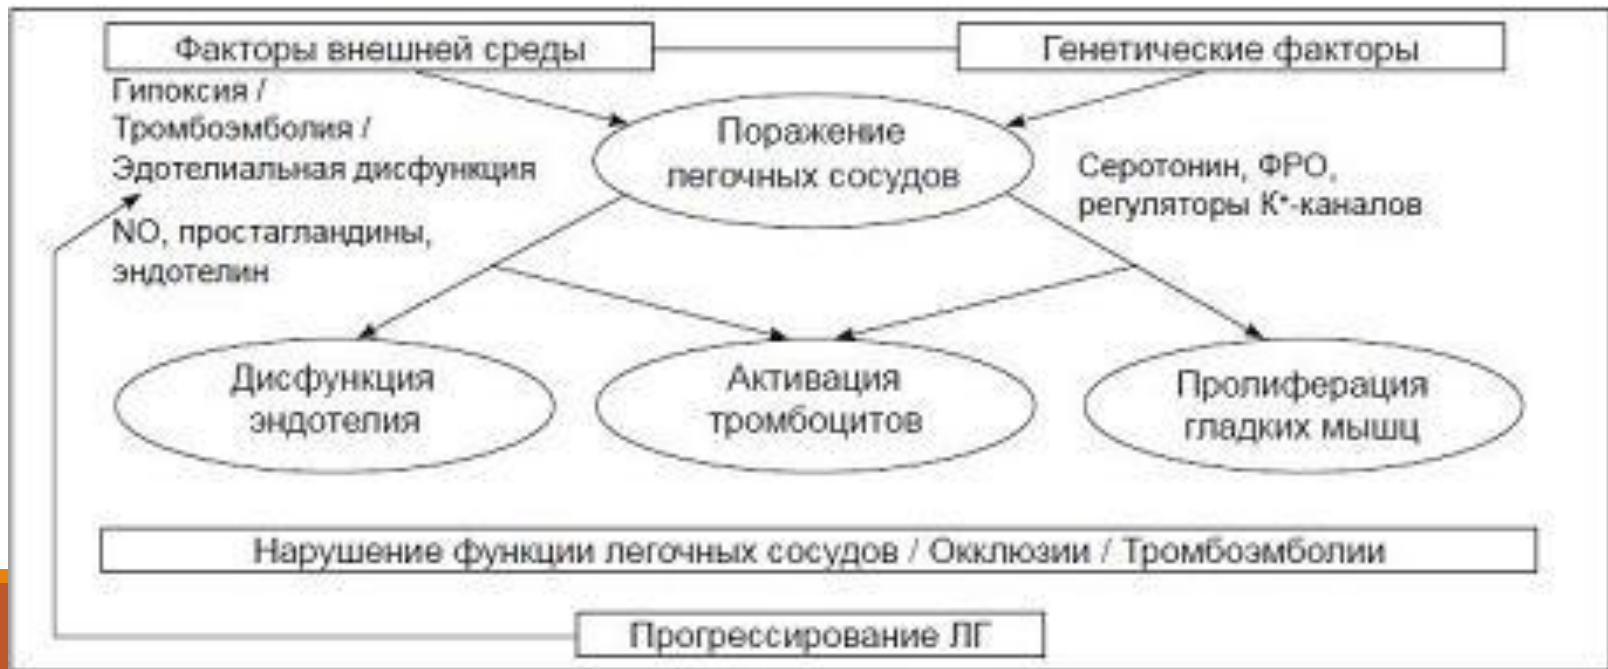 Факторы внешней среды
Генетические факторы
Гипоксия /
Тромбоэмболия /
Эдотелиальная дисфункция
NO, простагландины,
эндотелин
Поражение
легочных сосудов
Серотонин, ФРО,
регуляторы К⁺-каналов
Дисфункция
эндотелия
Активация
тромбоцитов
Пролиферация
гладких мышц
Нарушение функции легочных сосудов / Окклюзии / Тромбоэмболии
Прогрессирование ЛГ